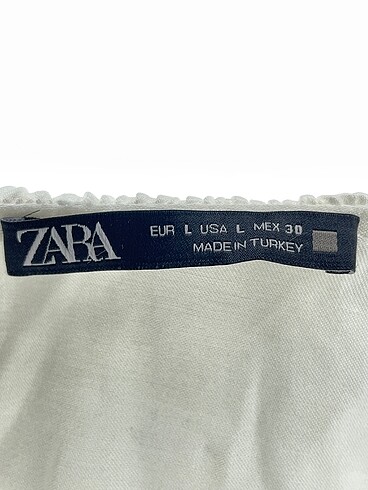 ZARA
EUR L USA L MEX 30
MADE IN TURKEY